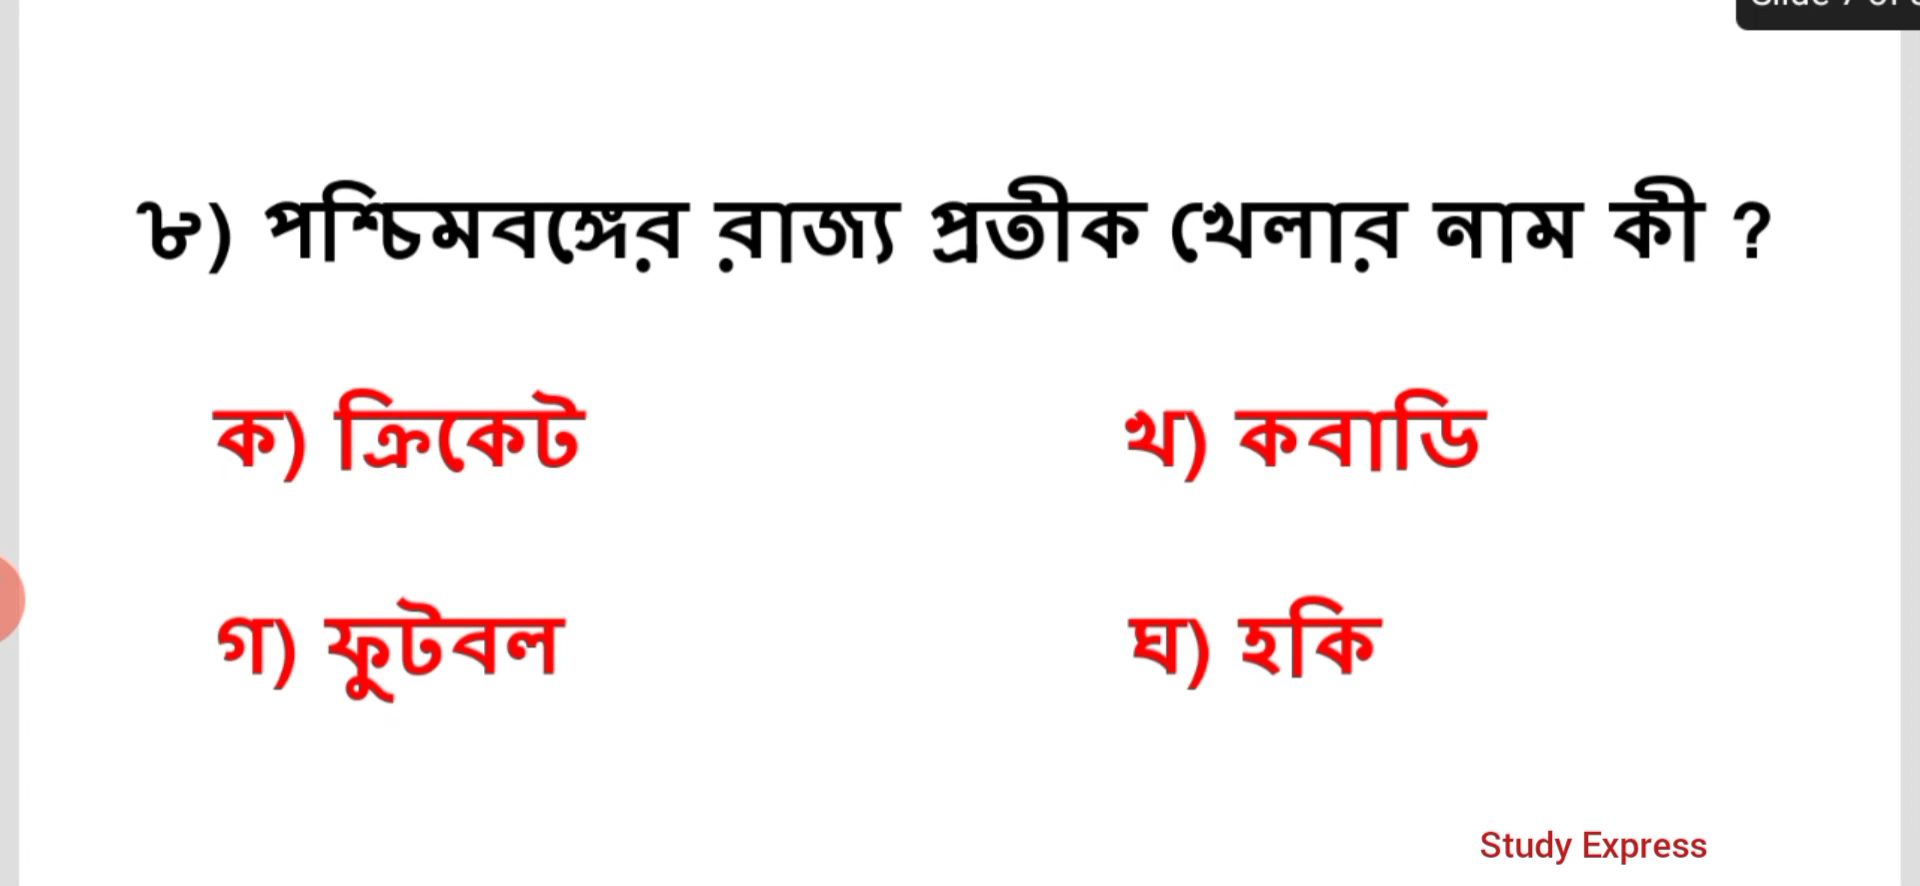 ৮) পশ্চিমবঙ্গের রাজ্য প্রতীক খেলার নাম কী ?
ক) ক্রিকেট খ) কবাডি
গ) ফুটবল ঘ) হকি
Study Express